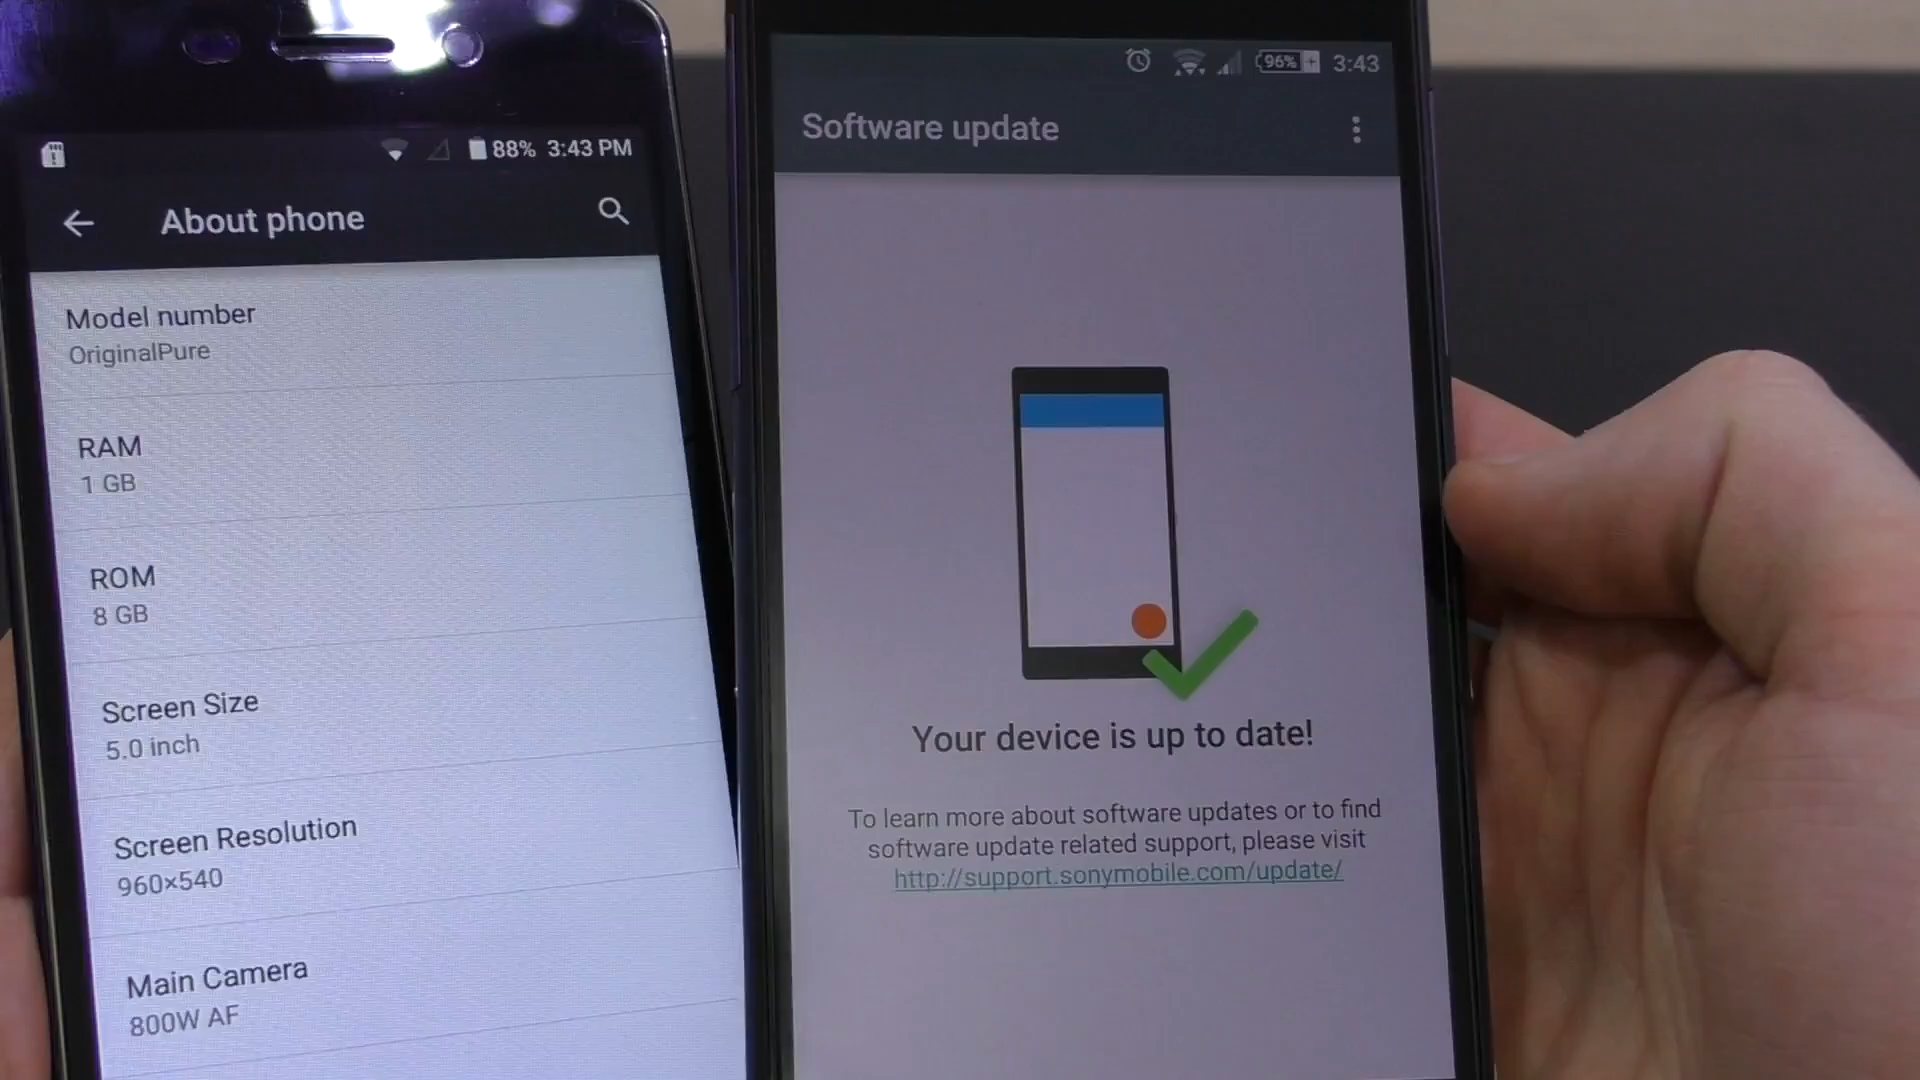 88% 3:43 PM
About phone
Model number
OriginalPure
RAM
1 GB
ROM
8 GB
Screen Size
5.0 inch
Screen Resolution
960×540
Main Camera
800W AF
96% 3:43
Software update
Your device is up to date!
To learn more about software updates or to find
software update related support, please visit
http://support.sonymobile.com/update/